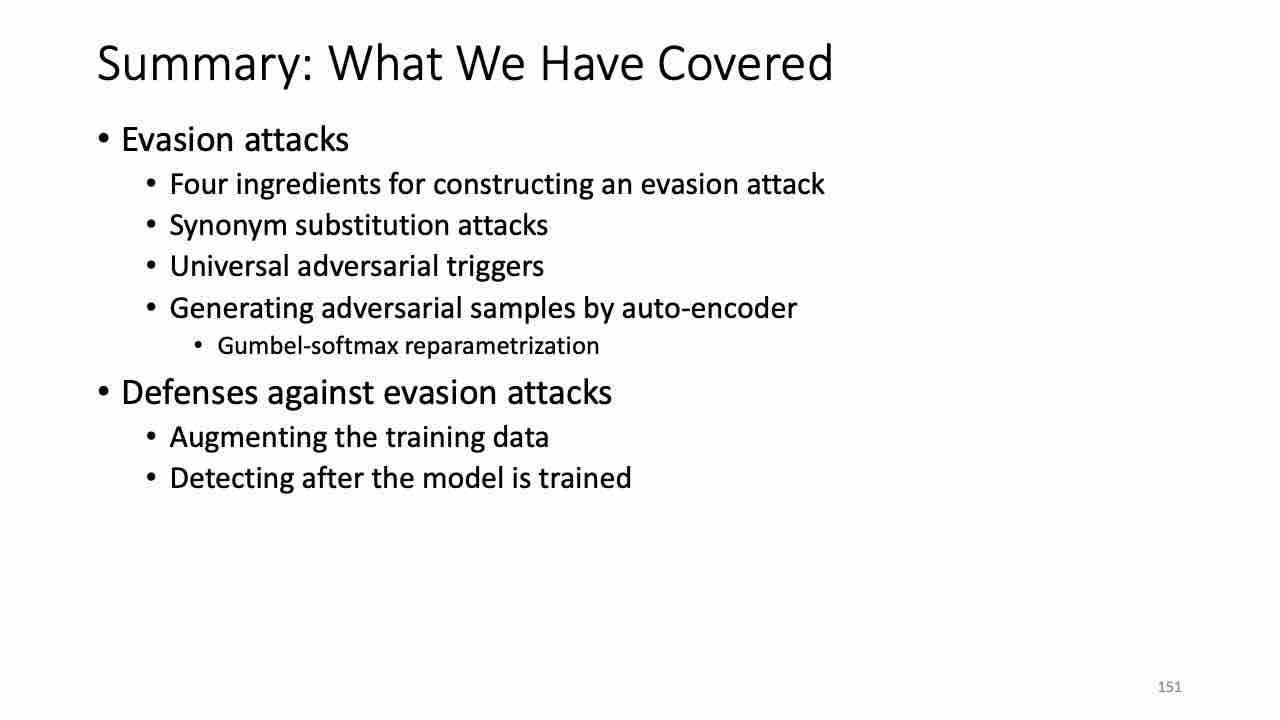 Summary: What We Have Covered
• Evasion attacks
• Four ingredients for constructing an evasion attack
• Synonym substitution attacks
• Universal adversarial triggers
• Generating adversarial samples by auto-encoder
• Gumbel-softmax reparametrization
• Defenses against evasion attacks
• Augmenting the training data
• Detecting after the model is trained
151